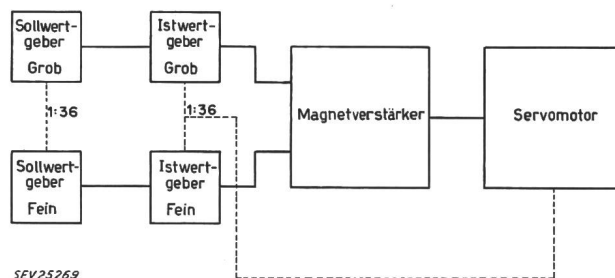 Sollwert-
geber
Grob
Istwert-
geber
Grob
1:36
1:36
Magnetverstärker
Servomotor
Sollwert-
geber
Fein
Istwert-
geber
Fein
SEV25269